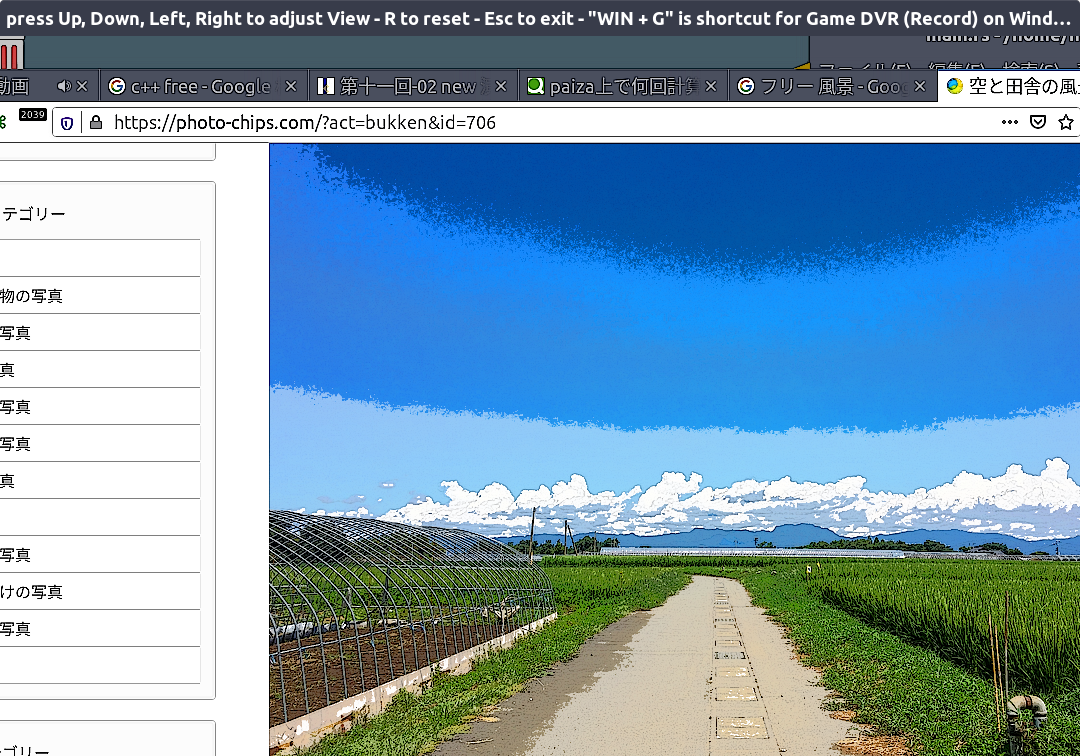 press Up, Down, Left, Right to adjust View - R to reset - Esc to exit - "WIN + G" is shortcut for Game DVR (Record) on Wind...
動画
c++ free - Google
第十一回-02 new
paiza上で何回計算
フリー 風景 - Goo
空と田舎の風
2039
https://photo-chips.com/?act=bukken&id=706
テゴリー
物の写真
写真
真
写真
写真
真
写真
けの写真
写真
ゴリー